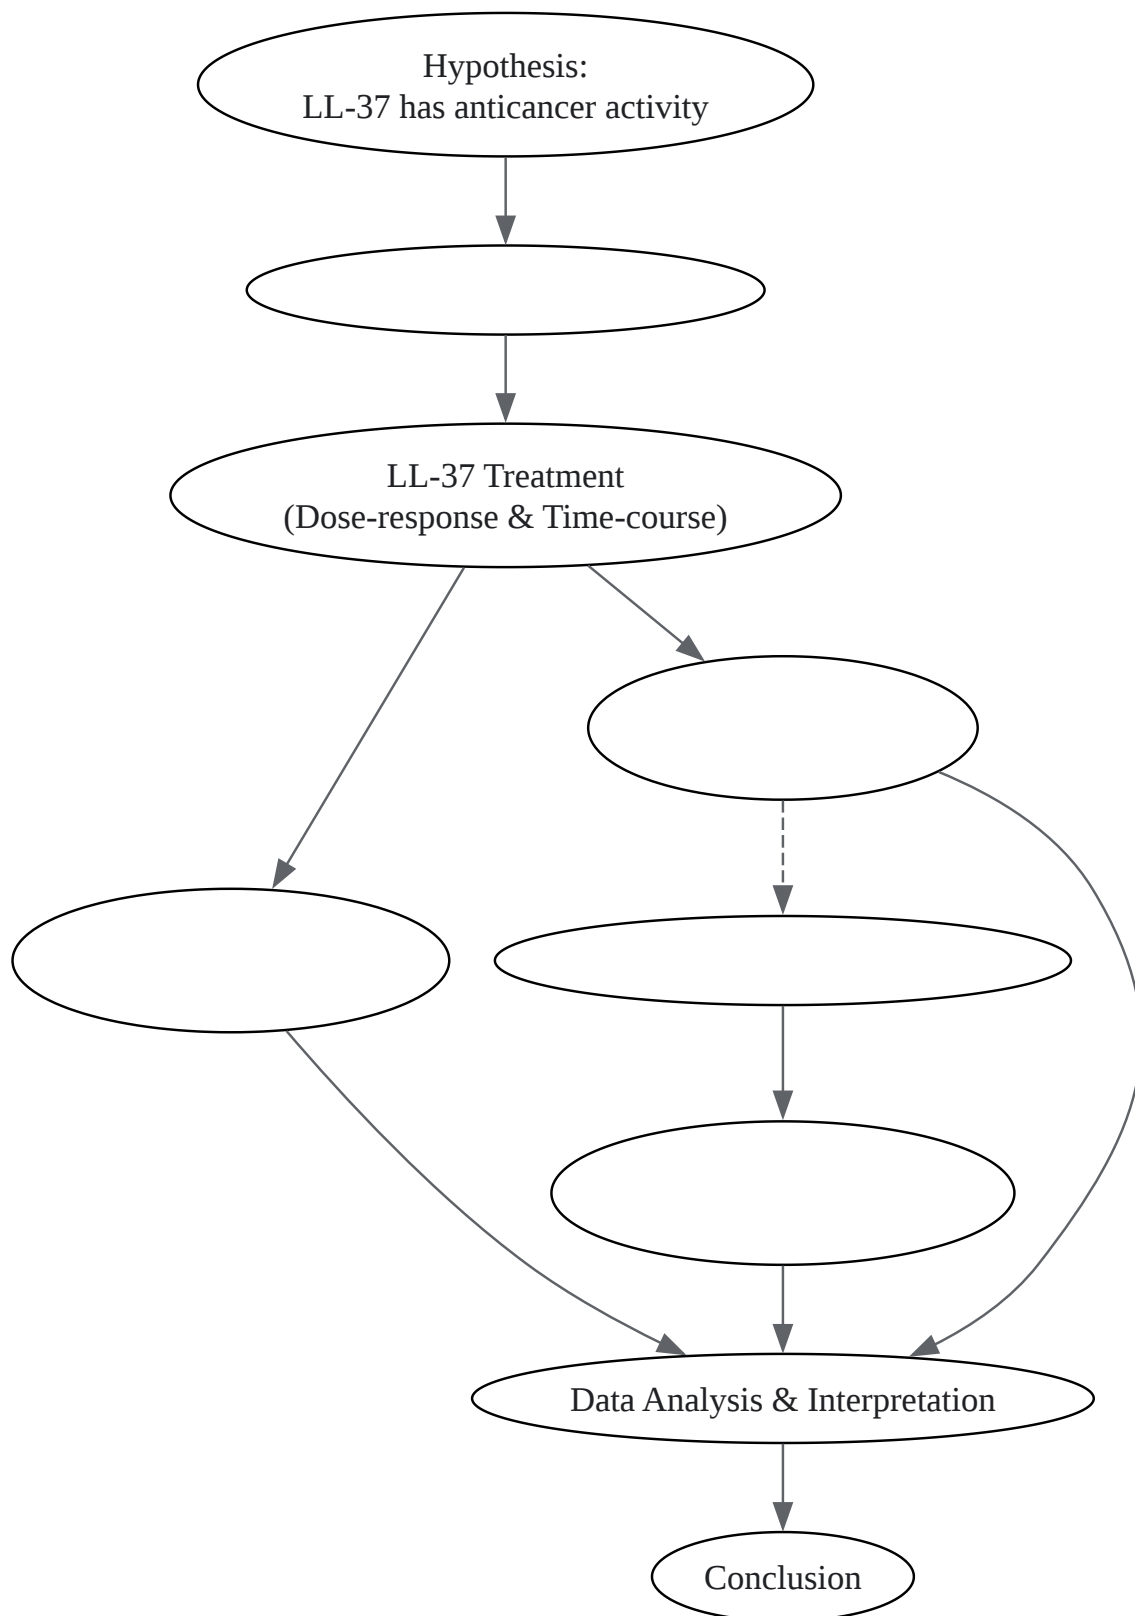 Hypothesis:
LL-37 has anticancer activity
LL-37 Treatment
(Dose-response & Time-course)
Data Analysis & Interpretation
Conclusion